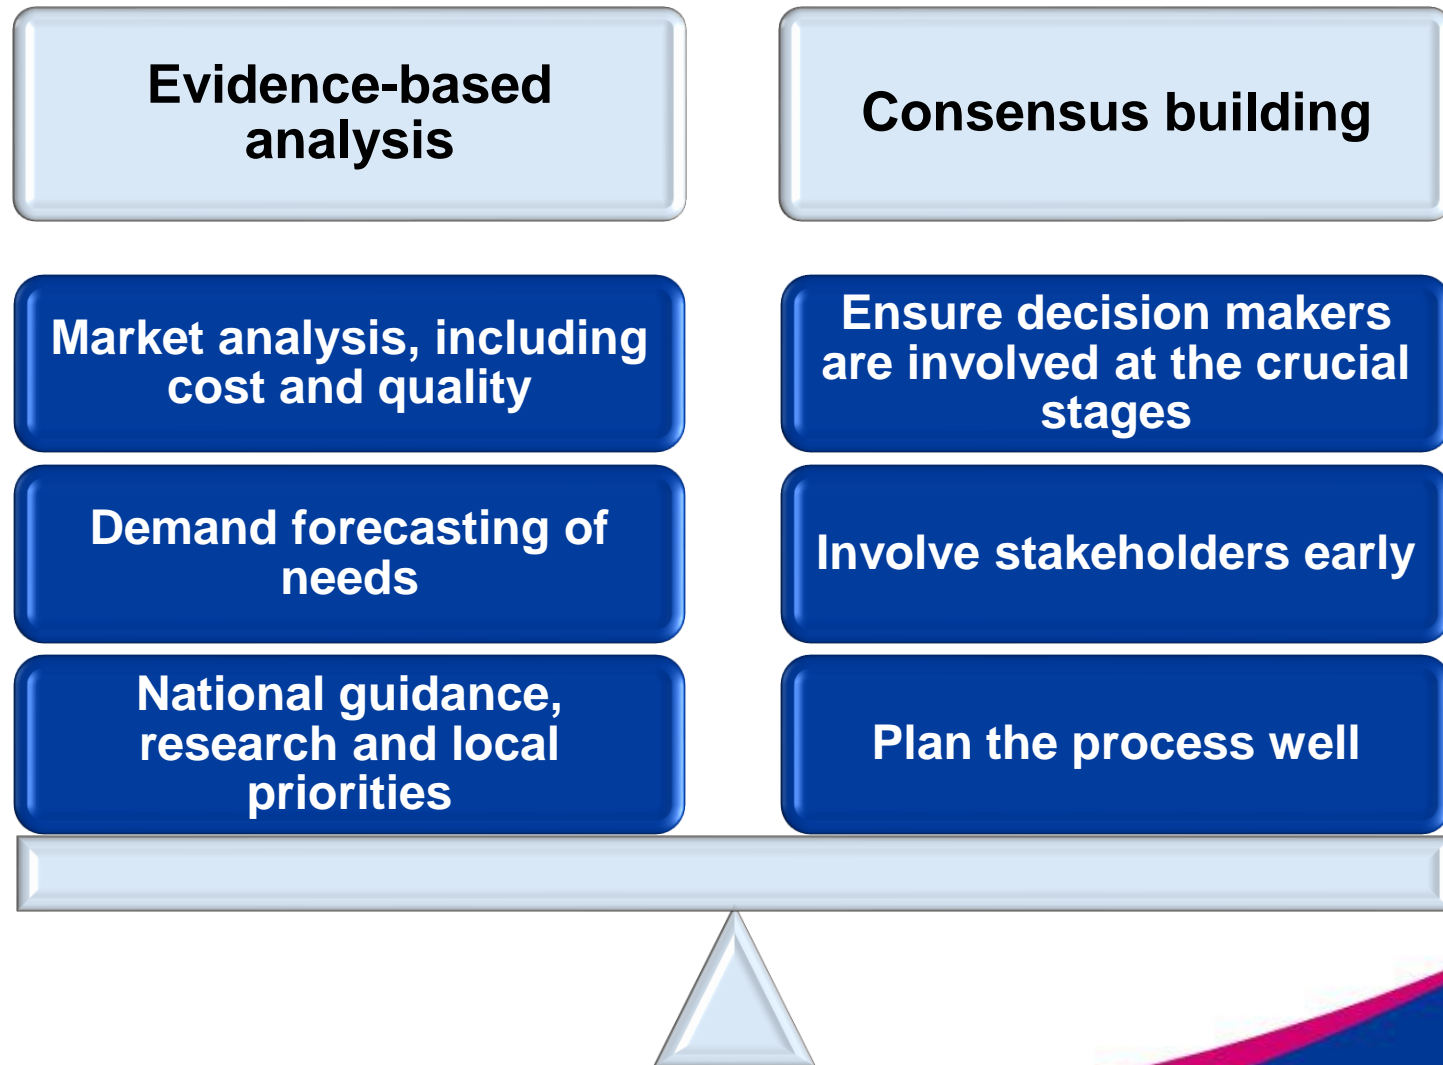 Evidence-based
analysis
Consensus building
Market analysis, including
cost and quality
Demand forecasting of
needs
National guidance,
research and local
priorities
Ensure decision makers
are involved at the crucial
stages
Involve stakeholders early
Plan the process well